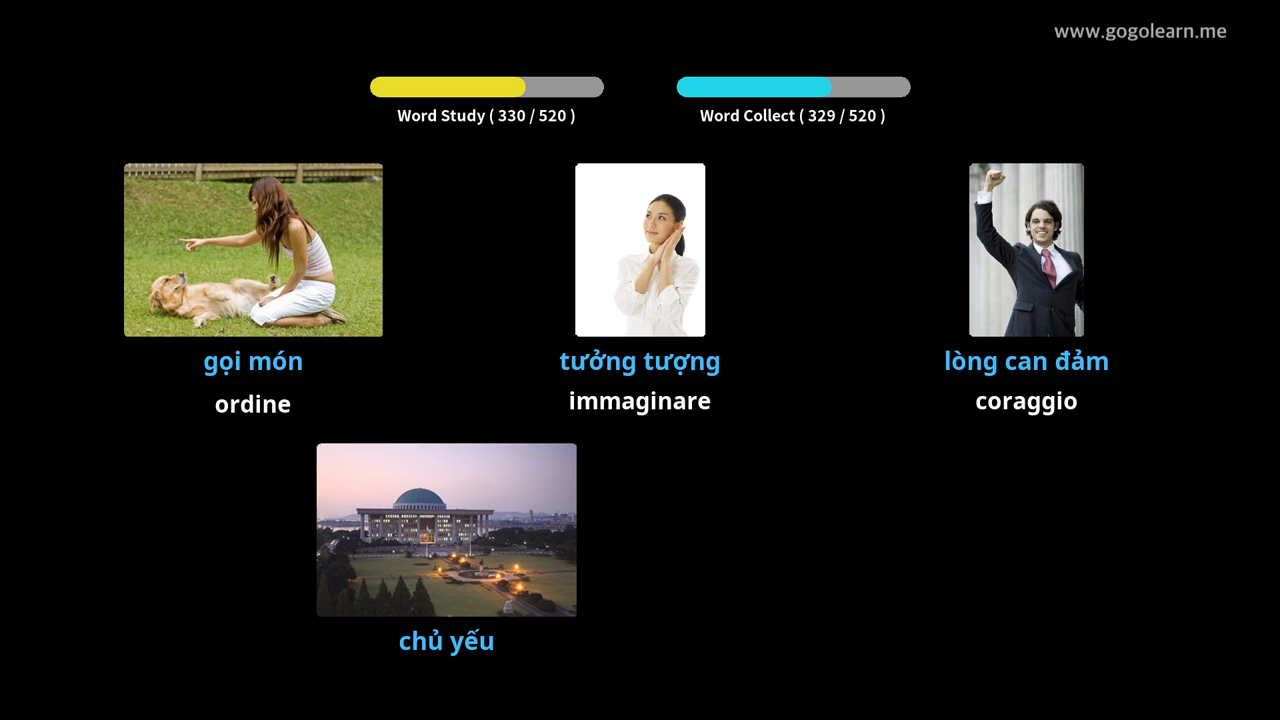 www.gogolearn.me
Word Study ( 330 / 520 )
Word Collect ( 329 / 520 )
gọi món
tưởng tượng
lòng can đảm
ordine
immaginare
coraggio
chủ yếu